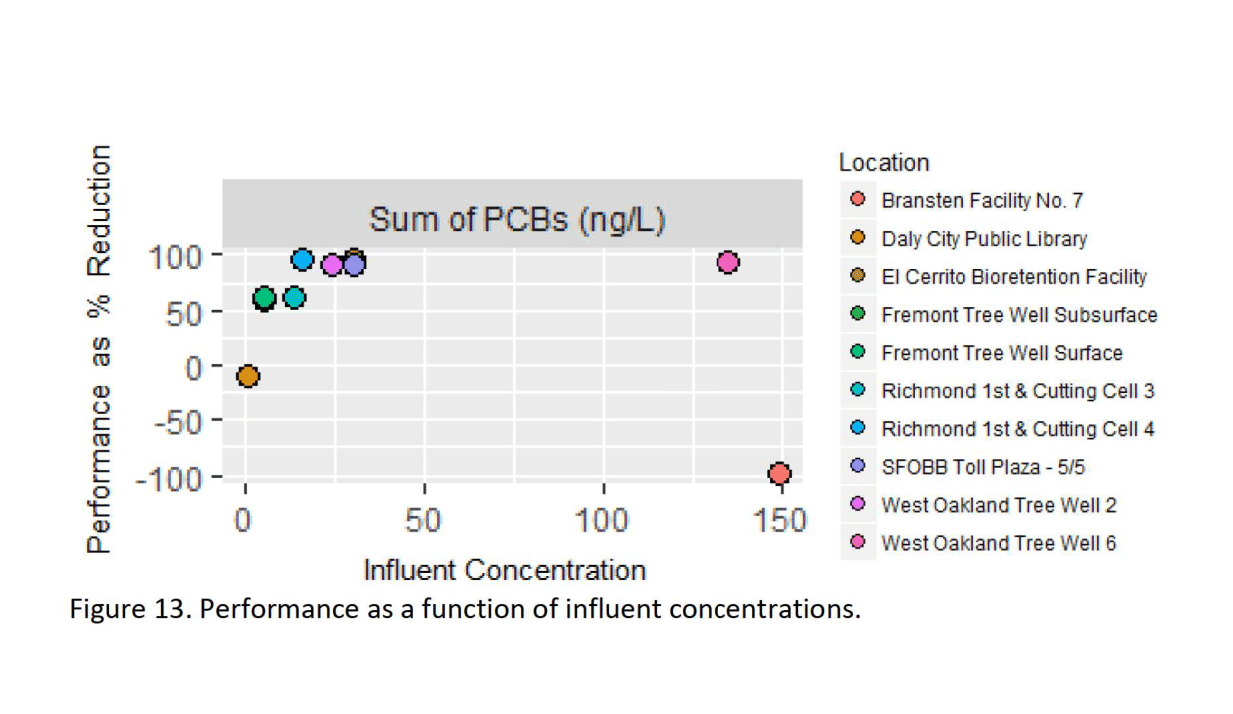 Sum of PCBs (ng/L)
Performance as % Reduction
100
50
0
-50
-100
0 50 100 150
Influent Concentration
Location
Bransten Facility No. 7
Daly City Public Library
El Cerrito Bioretention Facility
Fremont Tree Well Subsurface
Fremont Tree Well Surface
Richmond 1st & Cutting Cell 3
Richmond 1st & Cutting Cell 4
SFOBB Toll Plaza - 5/5
West Oakland Tree Well 2
West Oakland Tree Well 6
Figure 13. Performance as a function of influent concentrations.